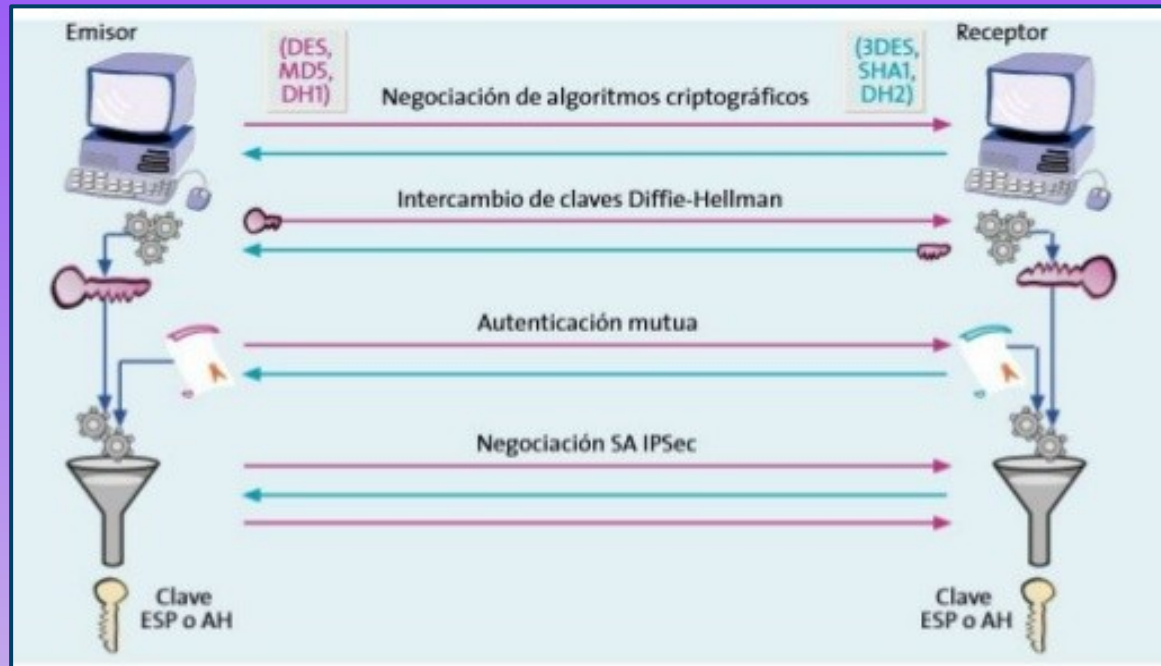 Emisor
(DES,
MD5,
DH1)
(3DES,
SHA1,
DH2)
Receptor
Negociación de algoritmos criptográficos
Intercambio de claves Diffie-Hellman
Autenticación mutua
Negociación SA IPSec
Clave
ESP o AH
Clave
ESP o AH